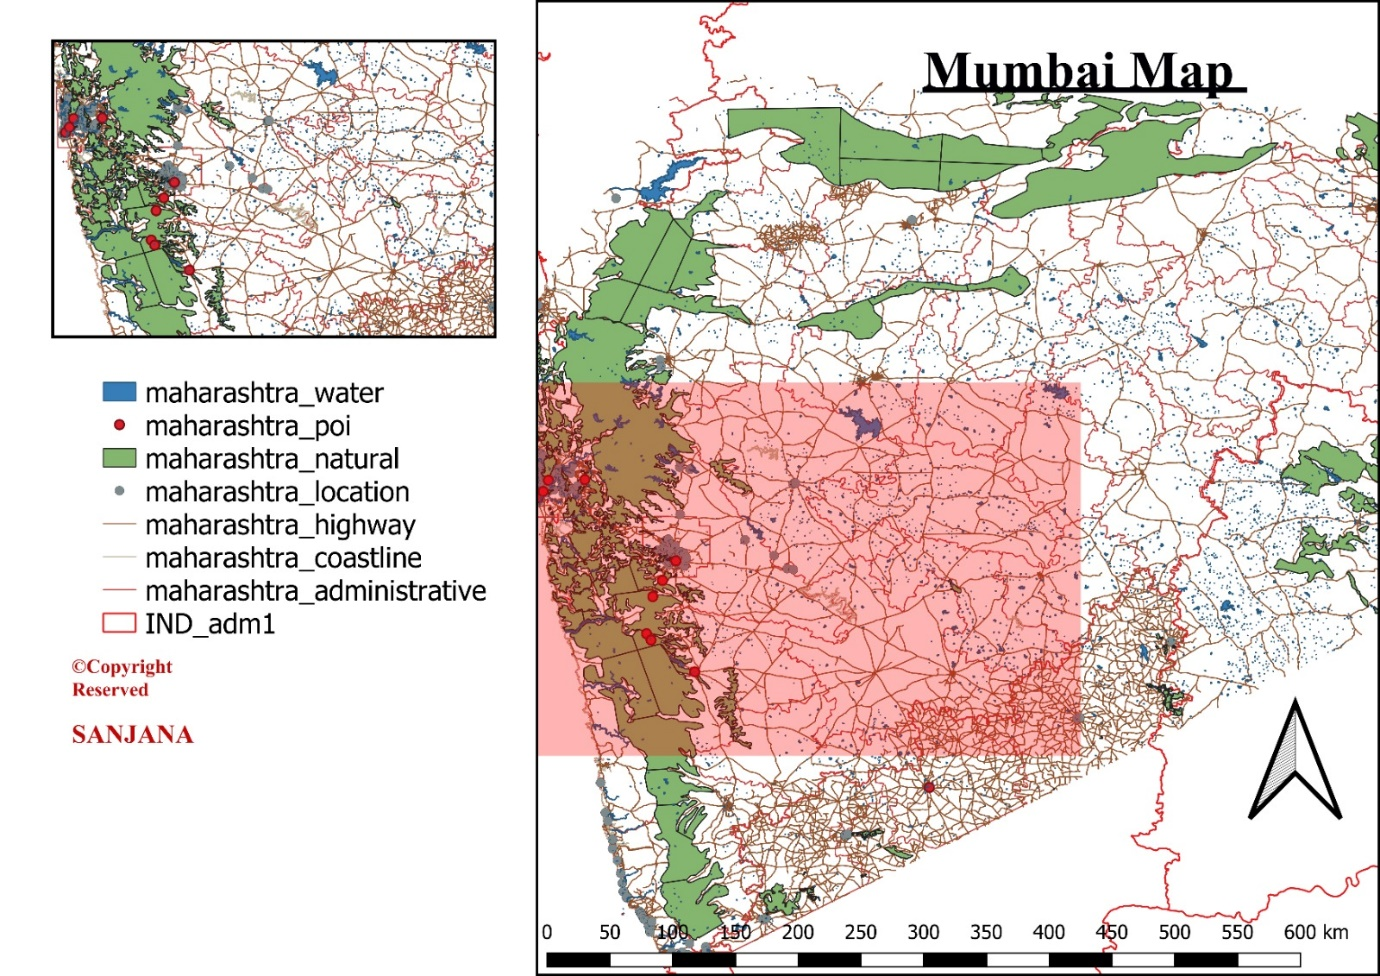 Mumbai Map
maharashtra_water
maharashtra_poi
maharashtra_natural
maharashtra_location
maharashtra_highway
maharashtra_coastline
maharashtra_administrative
IND_adm1
©Copyright
Reserved
SANJANA
0 50 100 150 200 250 300 350 400 450 500 550 600 km